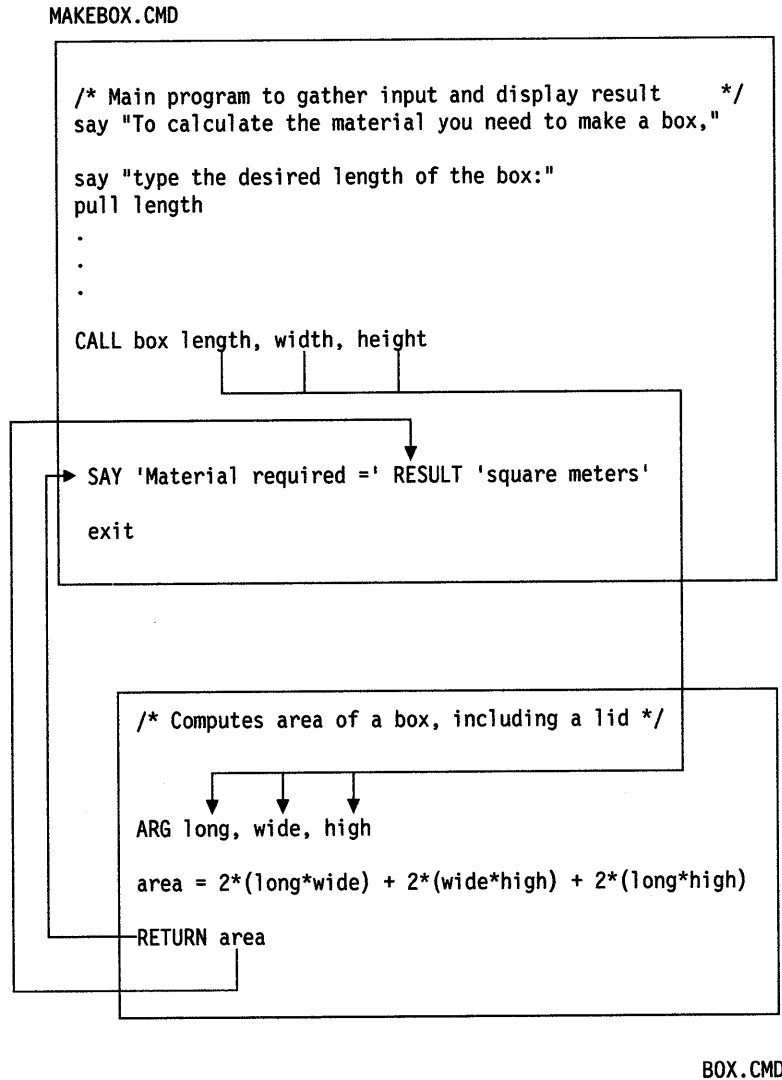 MAKEBOX.CMD
/* Main program to gather input and display result */
say "To calculate the material you need to make a box,"
say "type the desired length of the box:"
pull length
.
.
.
CALL box length, width, height
SAY 'Material required =' RESULT 'square meters'
exit
/* Computes area of a box, including a lid */
ARG long, wide, high
area = 2*(long*wide) + 2*(wide*high) + 2*(long*high)
RETURN area
BOX.CMD